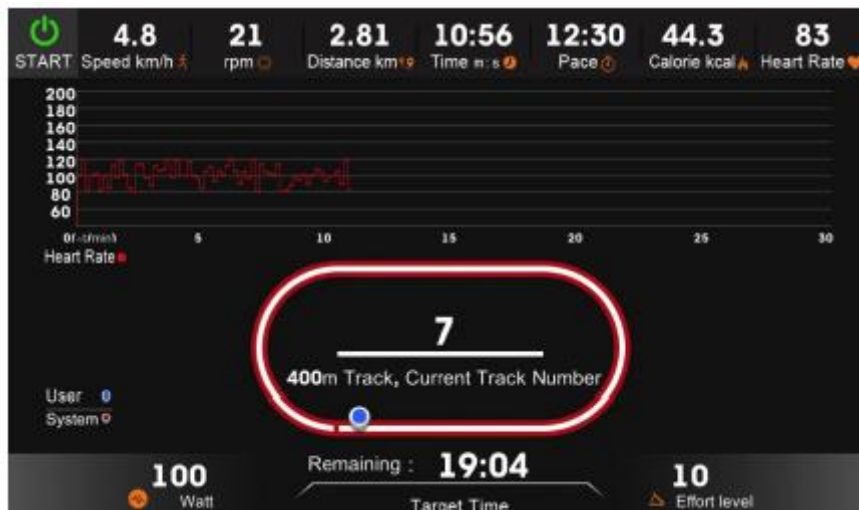 4.8 21 2.81 10:56 12:30 44.3 83
START Speed km/h rpm Distance km Time m:s Pace Calorie kcal Heart Rate
200
180
160
140
120
100
80
60
5 10 15 20 25 30
Heart Rate
7
400m Track, Current Track Number
User
System
Remaining : 19:04
100 10
Watt Target Time Effort level